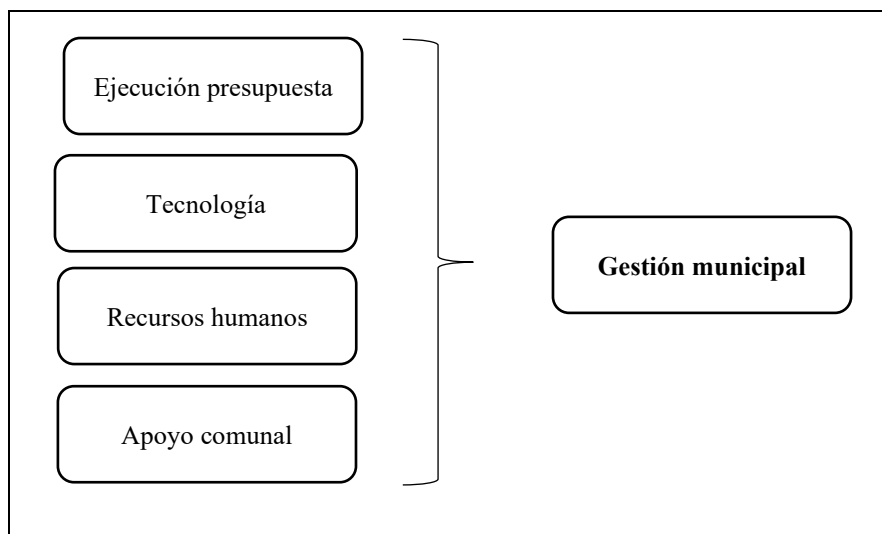 Ejecución presupuesta
Tecnología
Recursos humanos
Apoyo comunal
Gestión municipal